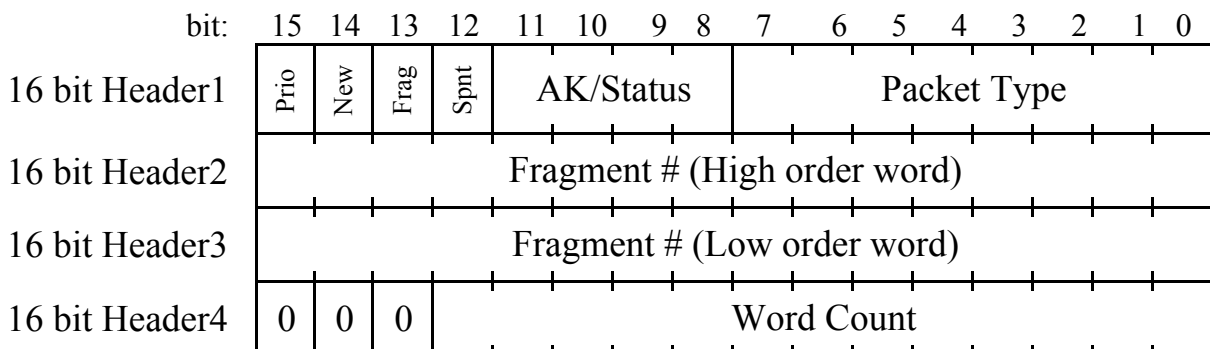 bit: 15 14 13 12 11 10 9 8 7 6 5 4 3 2 1 0
16 bit Header1 Prio New Frag Spnt AK/Status Packet Type
16 bit Header2 Fragment # (High order word)
16 bit Header3 Fragment # (Low order word)
16 bit Header4 0 0 0 Word Count